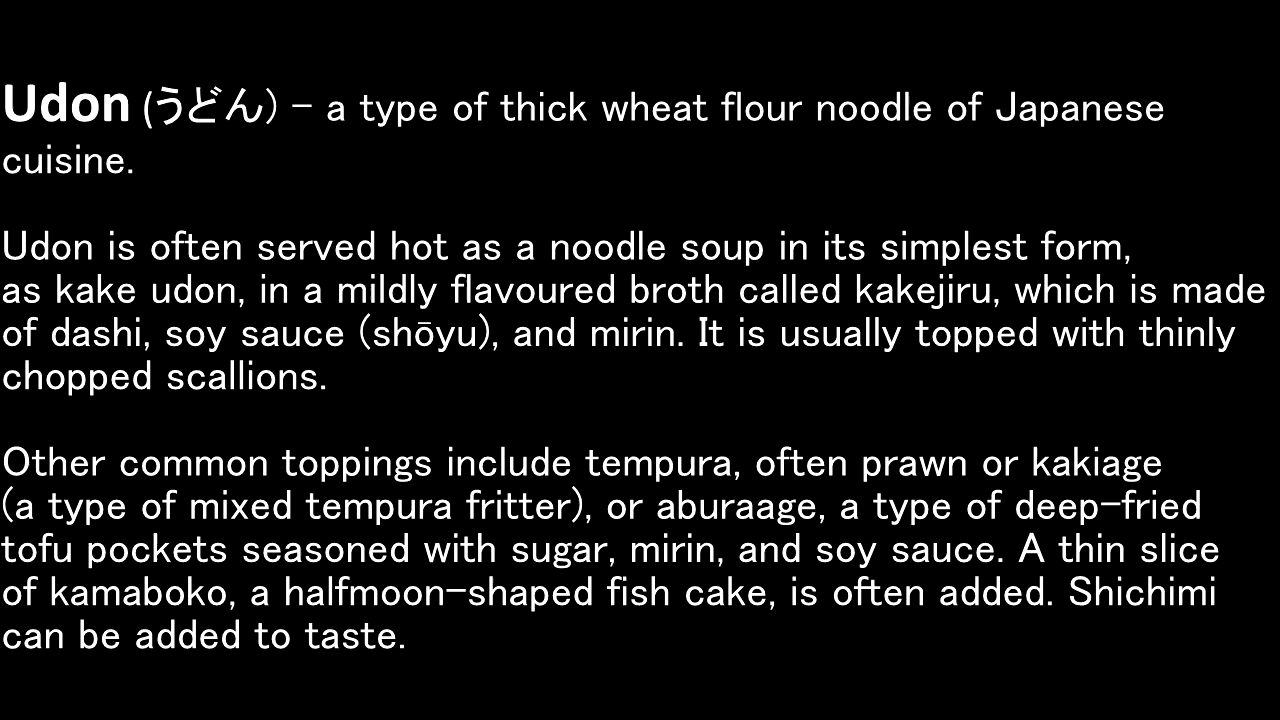 Udon (うどん) – a type of thick wheat flour noodle of Japanese
cuisine.
Udon is often served hot as a noodle soup in its simplest form,
as kake udon, in a mildly flavoured broth called kakejiru, which is made
of dashi, soy sauce (shōyu), and mirin. It is usually topped with thinly
chopped scallions.
Other common toppings include tempura, often prawn or kakiage
(a type of mixed tempura fritter), or aburaage, a type of deep-fried
tofu pockets seasoned with sugar, mirin, and soy sauce. A thin slice
of kamaboko, a halfmoon-shaped fish cake, is often added. Shichimi
can be added to taste.